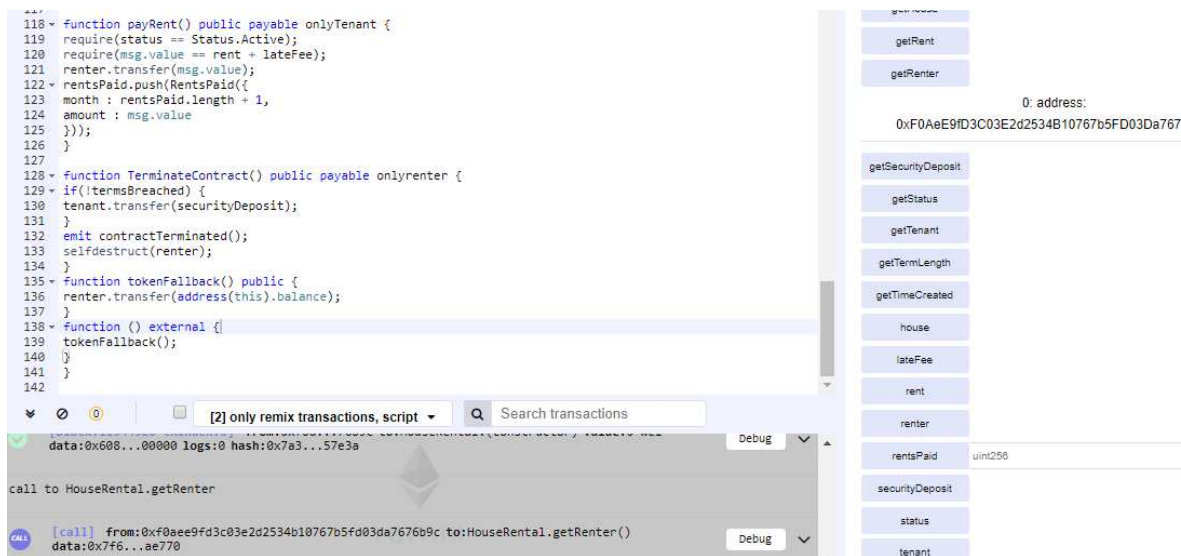 118 function payRent() public payable onlyTenant {
119 require(status == Status.Active);
120 require(msg.value == rent + lateFee);
121 renter.transfer(msg.value);
122 rentsPaid.push(RentsPaid({
123 month : rentsPaid.length + 1,
124 amount : msg.value
125 }));
126 }
127
128 function TerminateContract() public payable onlyrenter {
129 if(!termsBreached) {
130 tenant.transfer(securityDeposit);
131 }
132 emit contractTerminated();
133 selfdestruct(renter);
134 }
135 function tokenFallback() public {
136 renter.transfer(address(this).balance);
137 }
138 function () external {
139 tokenFallback();
140 }
141 }
142
0 [2] only remix transactions, script Search transactions
data:0x608...00000 logs:0 hash:0x7a3...57e3a Debug
call to HouseRental.getRenter
CALL [call] from:0xf0aee9fd3c03e2d2534b10767b5fd03da7676b9c to:HouseRental.getRenter() Debug
data:0x7f6...ae770
getRent
getRenter
0: address:
0xF0AeE9fD3C03E2d2534B10767b5FD03Da767
getSecurityDeposit
getStatus
getTenant
getTermLength
getTimeCreated
house
lateFee
rent
renter
rentsPaid uint256
securityDeposit
status
tenant